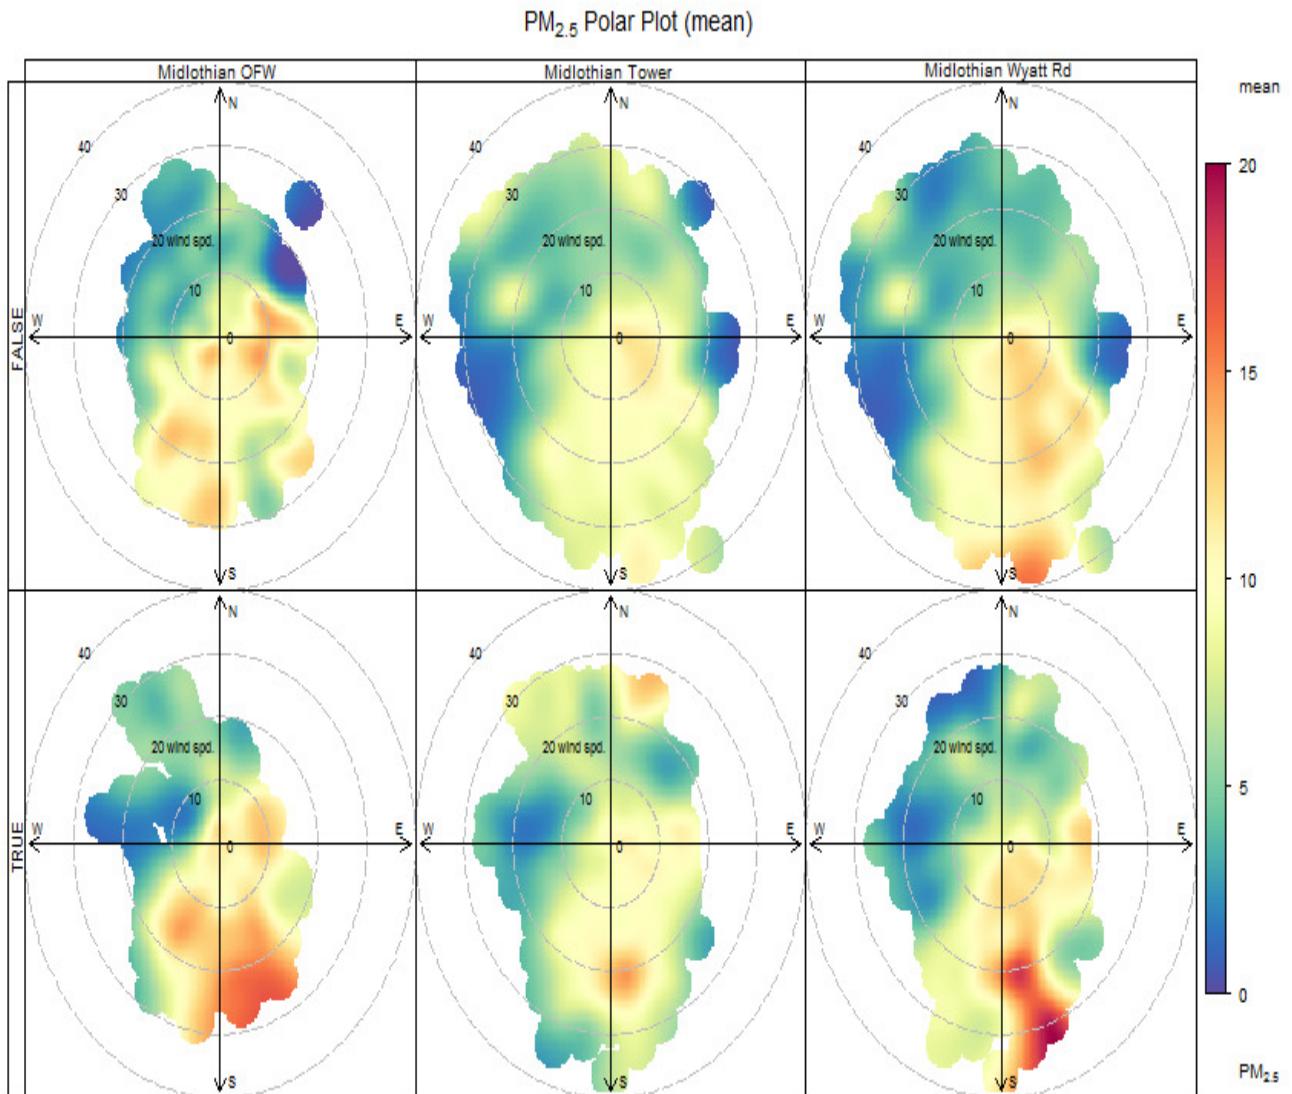 PM2.5 Polar Plot (mean)
Midlothian OFW Midlothian Tower Midlothian Wyatt Rd
mean
FALSE
N
40
30
20 wind spd.
10
W 0 E
S
N
40
30
20 wind spd.
10
W 0 E
S
N
40
30
20 wind spd.
10
W 0 E
S
TRUE
N
40
30
20 wind spd.
10
W 0 E
S
N
40
30
20 wind spd.
10
W 0 E
S
N
40
30
20 wind spd.
10
W 0 E
S
20
15
10
5
0
PM2.5